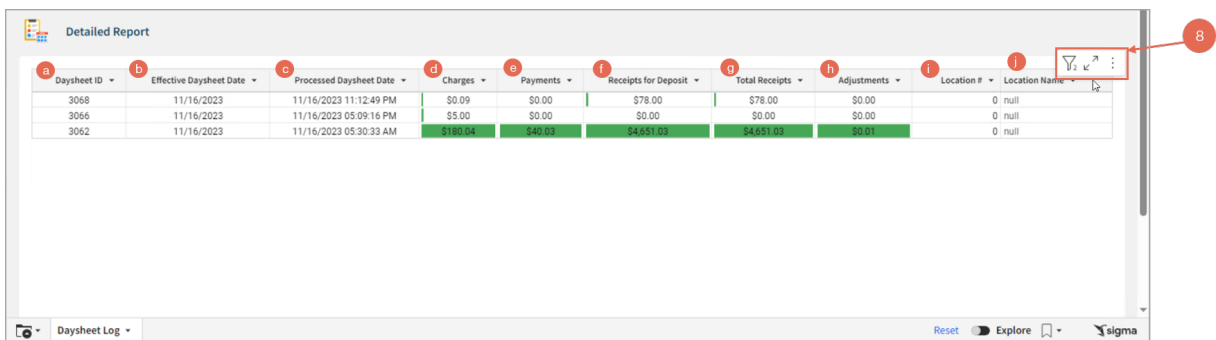 Detailed Report
8
a b c d e f g h i j
2
Daysheet ID Effective Daysheet Date Processed Daysheet Date Charges Payments Receipts for Deposit Total Receipts Adjustments Location # Location Name
3068 11/16/2023 11/16/2023 11:12:49 PM $0.09 $0.00 $78.00 $78.00 $0.00 0 null
3066 11/16/2023 11/16/2023 05:09:16 PM $5.00 $0.00 $0.00 $0.00 $0.00 0 null
3062 11/16/2023 11/16/2023 05:30:33 AM $180.04 $40.03 $4,651.03 $4,651.03 $0.01 0 null
Daysheet Log Reset Explore sigma